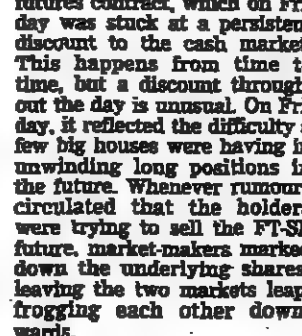 futures contract, which on Fri
day was stuck at a persisten
discount to the cash market
This happens from time t
time, but a discount through
out the day is unusual. On Fri
day, it reflected the difficulty
few big houses were having in
unwinding long positions i
the future. Whenever rumour
circulated that the holder
were trying to sell the FT-SE
future, market-makers marke
down the underlying shares
leaving the two markets leap
frogging each other down
wards.